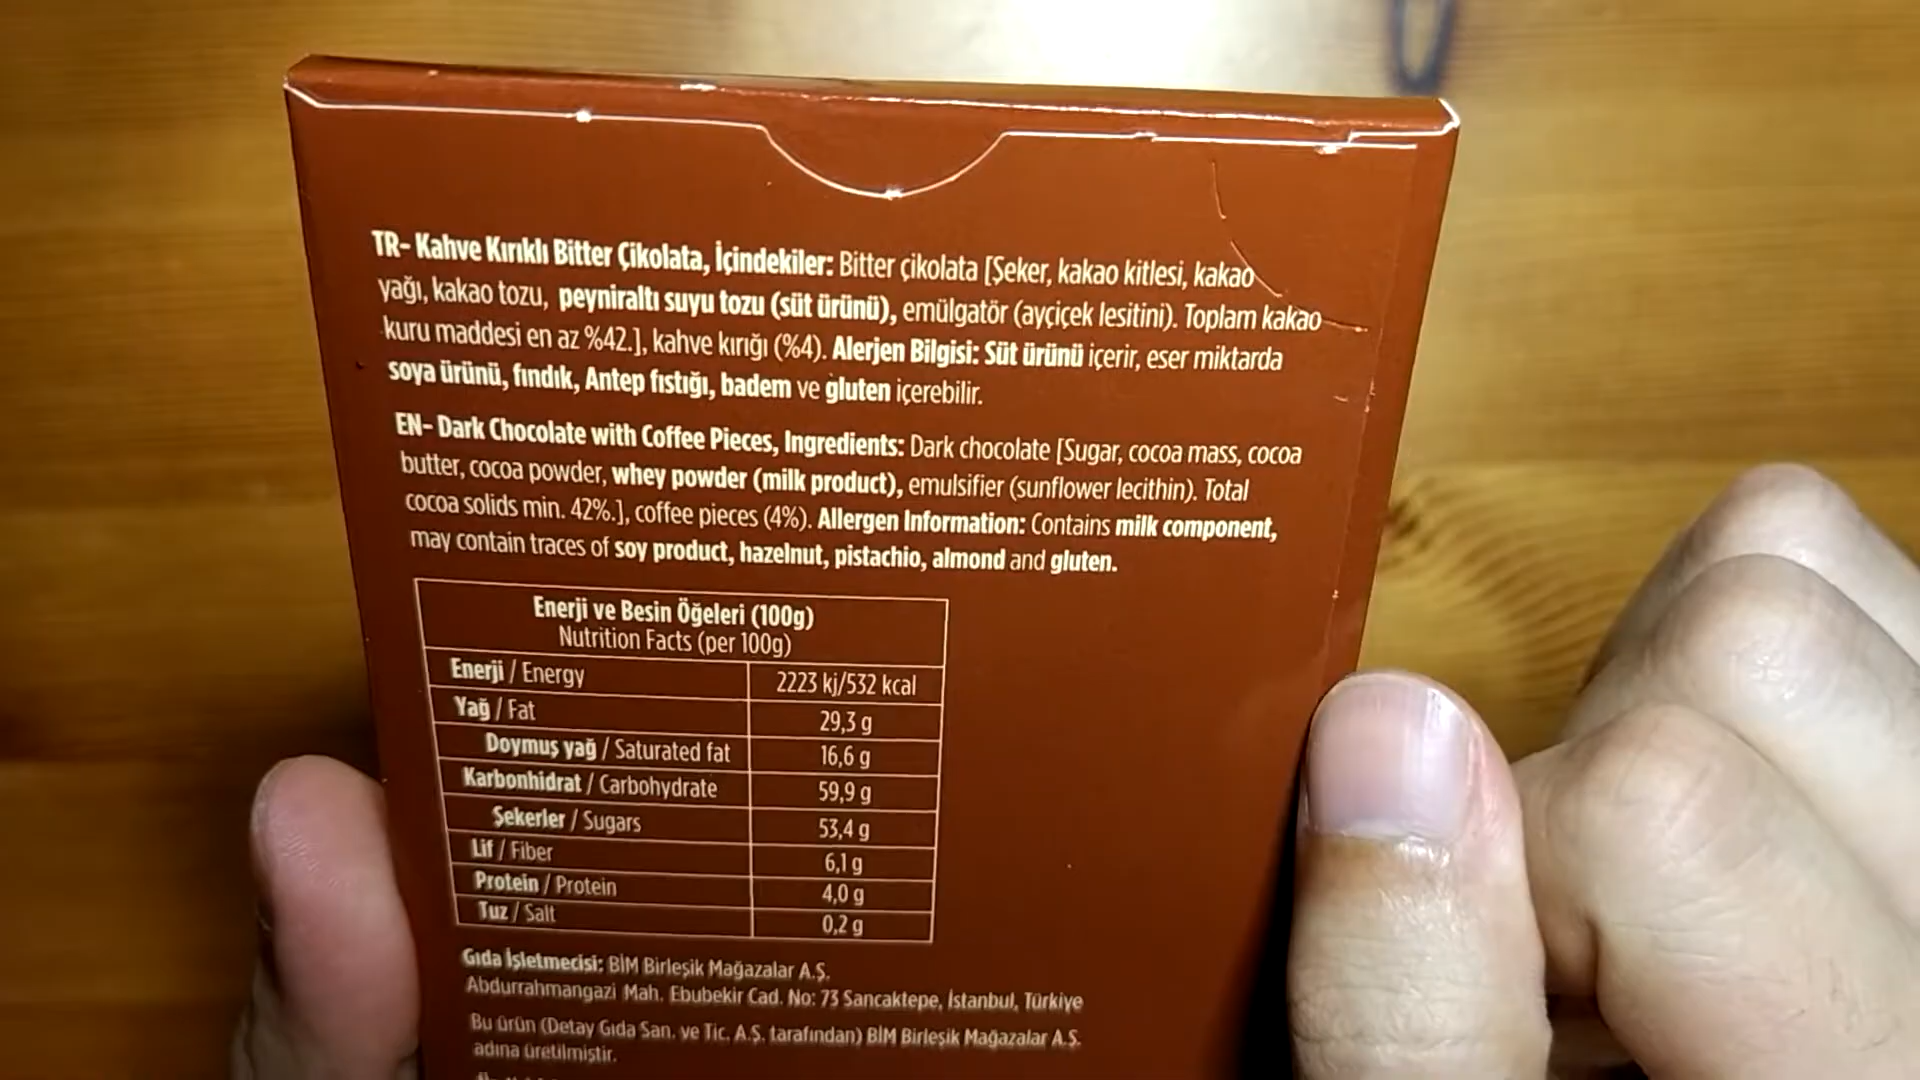 TR- Kahve Kırıklı Bitter Çikolata, İçindekiler: Bitter çikolata [Şeker, kakao kitlesi, kakao
yağı, kakao tozu, peyniraltı suyu tozu (süt ürünü), emülgatör (ayçiçek lesitini). Toplam kakao
kuru maddesi en az %42.], kahve kırığı (%4). Alerjen Bilgisi: Süt ürünü içerir, eser miktarda
soya ürünü, fındık, Antep fıstığı, badem ve gluten içerebilir.
EN- Dark Chocolate with Coffee Pieces, Ingredients: Dark chocolate [Sugar, cocoa mass, cocoa
butter, cocoa powder, whey powder (milk product), emulsifier (sunflower lecithin). Total
cocoa solids min. 42%.], coffee pieces (4%). Allergen Information: Contains milk component,
may contain traces of soy product, hazelnut, pistachio, almond and gluten.
Enerji ve Besin Öğeleri (100g)
Nutrition Facts (per 100g)
Enerji / Energy 2223 kj/532 kcal
Yağ / Fat 29,3 g
Doymuş yağ / Saturated fat 16,6 g
Karbonhidrat / Carbohydrate 59,9 g
Şekerler / Sugars 53,4 g
Lif / Fiber 6,1 g
Protein / Protein 4,0 g
Tuz / Salt 0,2 g
Gıda İşletmecisi: BİM Birleşik Mağazalar A.Ş.
Abdurrahmangazi Mah. Ebubekir Cad. No: 73 Sancaktepe, İstanbul, Türkiye
Bu ürün (Detay Gıda San. ve Tic. A.Ş. tarafından) BİM Birleşik Mağazalar A.Ş.
adına üretilmiştir.